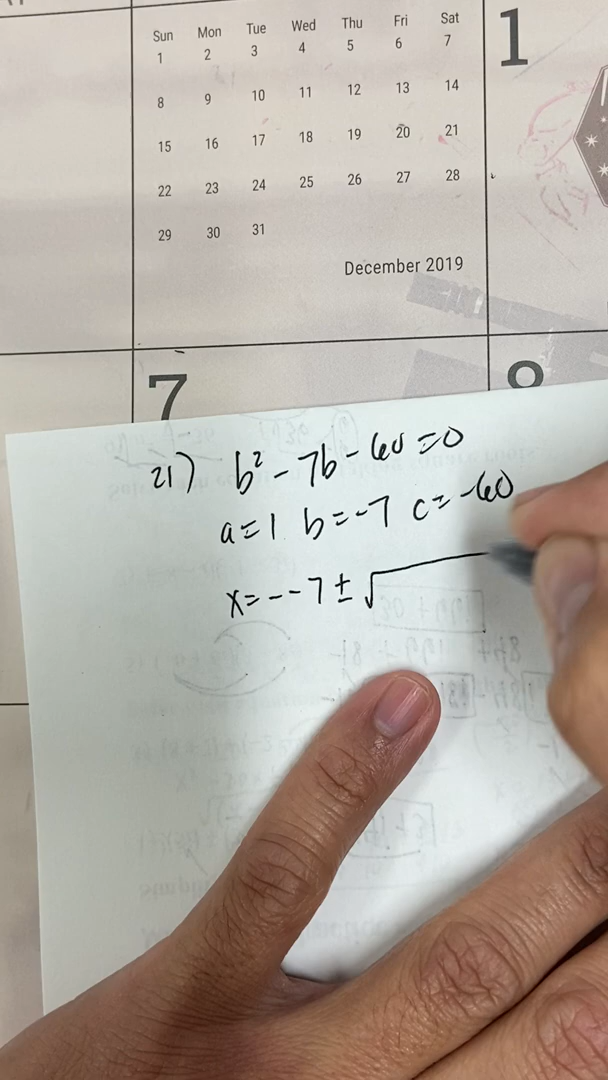 1
Sun Mon Tue Wed Thu Fri Sat
1 2 3 4 5 6 7
8 9 10 11 12 13 14
15 16 17 18 19 20 21
22 23 24 25 26 27 28
29 30 31
December 2019
7 8
21) b² - 7b - 60 = 0
a = 1 b = -7 c = -60
x = - -7 ± √